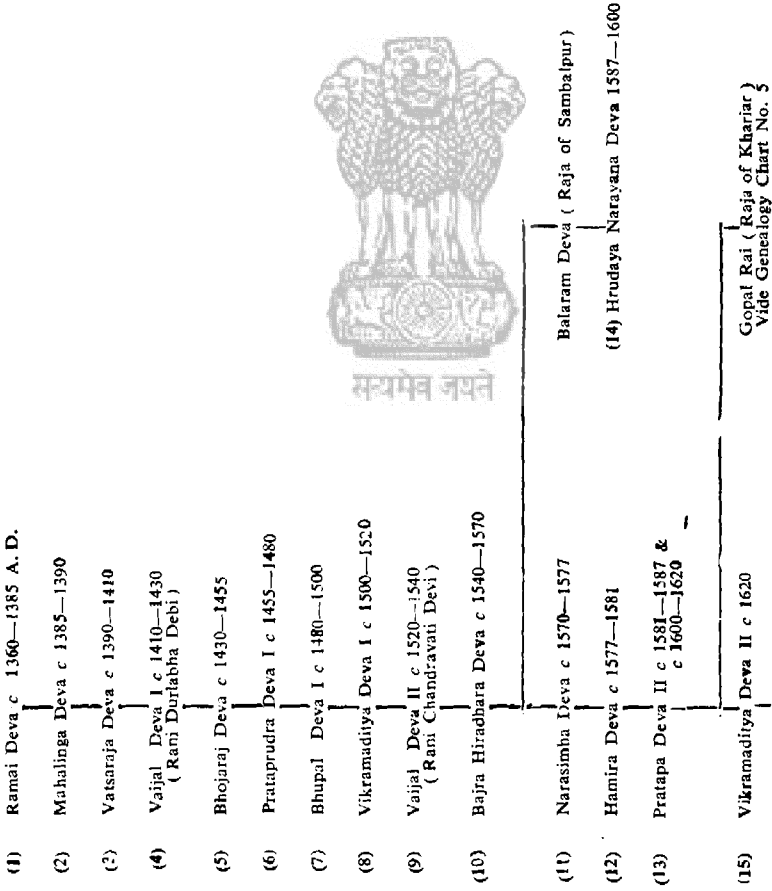 (1) Ramai Deva c 1360—1385 A. D.
(2) Mahalinga Deva c 1385—1390
(3) Vatsaraja Deva c 1390—1410
(4) Vaijal Deva I c 1410—1430
( Rani Durlabha Debi )
(5) Bhojaraj Deva c 1430—1455
(6) Prataprudra Deva I c 1455—1480
(7) Bhupal Deva I c 1480—1500
(8) Vikramaditya Deva I c 1500—1520
(9) Vaijal Deva II c 1520—1540
( Rani Chandravati Devi )
(10) Bajra Hiradhara Deva c 1540—1570
(11) Narasimha Deva c 1570—1577
Balaram Deva ( Raja of Sambalpur )
(12) Hamira Deva c 1577—1581
(14) Hrudaya Narayana Deva 1587—1600
(13) Pratapa Deva II c 1581—1587 &
c 1600—1620
(15) Vikramaditya Deva II c 1620
Gopal Rai ( Raja of Khariar )
Vide Genealogy Chart No. 5
सत्यमेव जयते